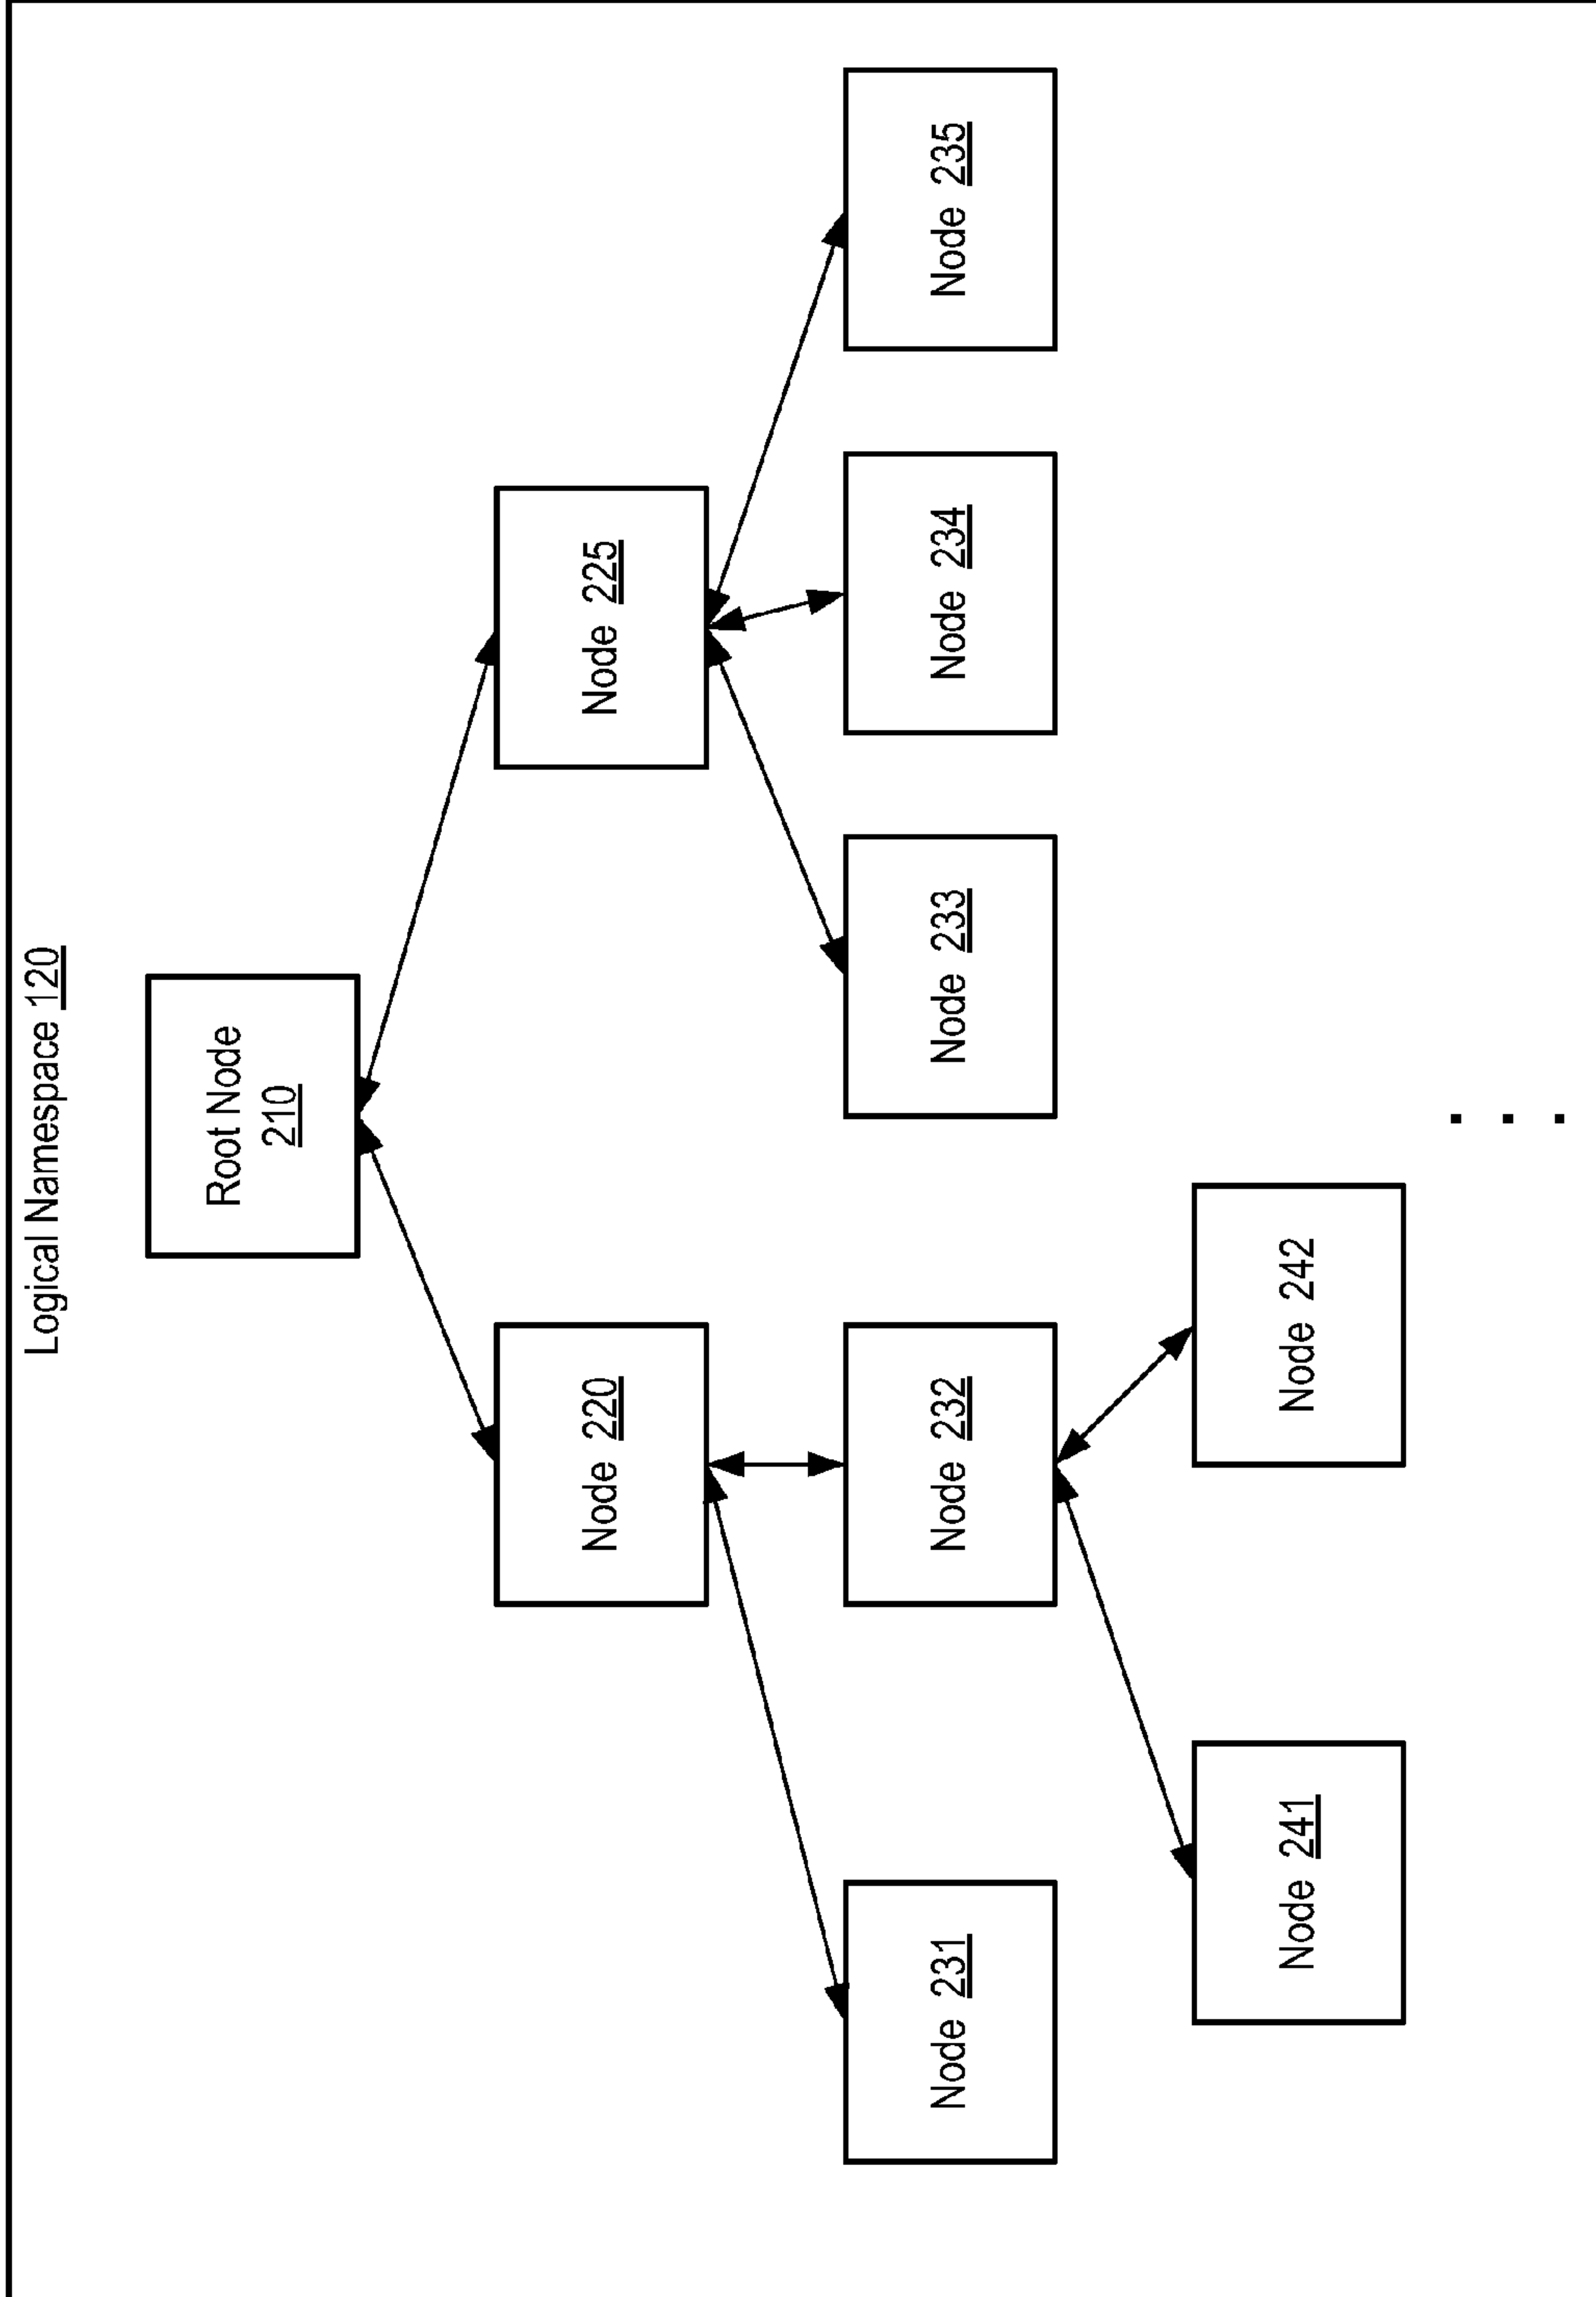 Logical Namespace 120
Root Node
210
Node 220
Node 225
Node 231
Node 232
Node 233
Node 234
Node 235
Node 241
Node 242
. . .